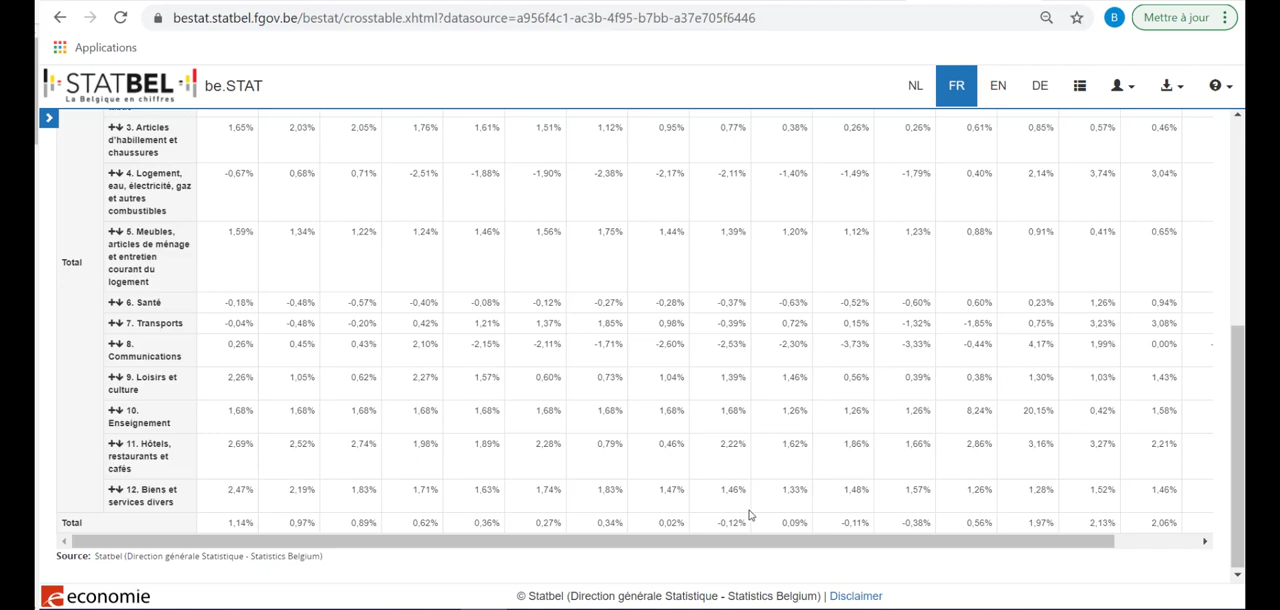 bestat.statbel.fgov.be/bestat/crosstable.xhtml?datasource=a956f4c1-ac3b-4f95-b7bb-a37e705f6446
B
Mettre à jour
Applications
STATBEL
La Belgique en chiffres
be.STAT
NL FR EN DE
3. Articles d'habillement et chaussures 1,65% 2,03% 2,05% 1,76% 1,61% 1,51% 1,12% 0,95% 0,77% 0,38% 0,26% 0,26% 0,61% 0,85% 0,57% 0,46%
4. Logement, eau, électricité, gaz et autres combustibles -0,67% 0,68% 0,71% -2,51% -1,88% -1,90% -2,38% -2,17% -2,11% -1,40% -1,49% -1,79% 0,40% 2,14% 3,74% 3,04%
5. Meubles, articles de ménage et entretien courant du logement 1,59% 1,34% 1,22% 1,24% 1,46% 1,56% 1,75% 1,44% 1,39% 1,20% 1,12% 1,23% 0,88% 0,91% 0,41% 0,65%
Total
6. Santé -0,18% -0,48% -0,57% -0,40% -0,08% -0,12% -0,27% -0,28% -0,37% -0,63% -0,52% -0,60% 0,60% 0,23% 1,26% 0,94%
7. Transports -0,04% -0,48% -0,20% 0,42% 1,21% 1,37% 1,85% 0,98% -0,39% 0,72% 0,15% -1,32% -1,85% 0,75% 3,23% 3,08%
8. Communications 0,26% 0,45% 0,43% 2,10% -2,15% -2,11% -1,71% -2,60% -2,53% -2,30% -3,73% -3,33% -0,44% 4,17% 1,99% 0,00% -
9. Loisirs et culture 2,26% 1,05% 0,62% 2,27% 1,57% 0,60% 0,73% 1,04% 1,39% 1,46% 0,56% 0,39% 0,38% 1,30% 1,03% 1,43%
10. Enseignement 1,68% 1,68% 1,68% 1,68% 1,68% 1,68% 1,68% 1,68% 1,68% 1,26% 1,26% 1,26% 8,24% 20,15% 0,42% 1,58%
11. Hôtels, restaurants et cafés 2,69% 2,52% 2,74% 1,98% 1,89% 2,28% 0,79% 0,46% 2,22% 1,62% 1,86% 1,66% 2,86% 3,16% 3,27% 2,21%
12. Biens et services divers 2,47% 2,19% 1,83% 1,71% 1,63% 1,74% 1,83% 1,47% 1,46% 1,33% 1,48% 1,57% 1,26% 1,28% 1,52% 1,46%
Total 1,14% 0,97% 0,89% 0,62% 0,36% 0,27% 0,34% 0,02% -0,12% 0,09% -0,11% -0,38% 0,56% 1,97% 2,13% 2,06%
Source: Statbel (Direction générale Statistique - Statistics Belgium)
economie
© Statbel (Direction générale Statistique - Statistics Belgium) | Disclaimer